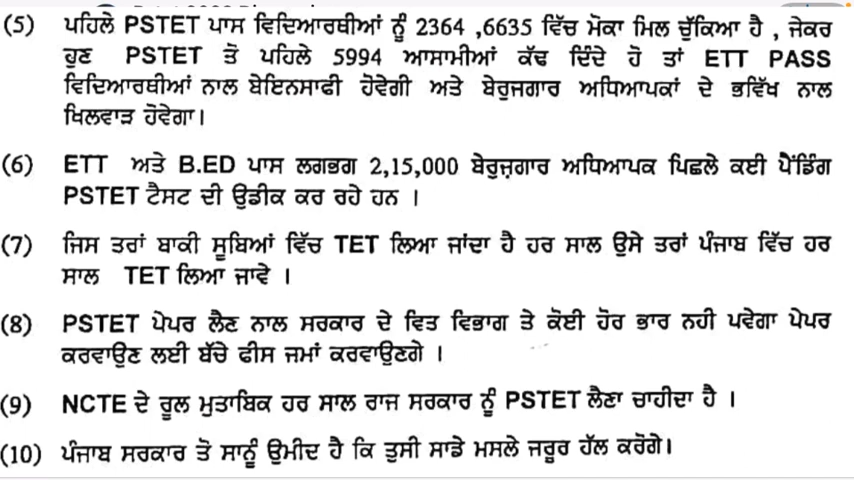 (5) ਪਹਿਲੇ PSTET ਪਾਸ ਵਿਦਿਆਰਥੀਆਂ ਨੂੰ 2364 ,6635 ਵਿੱਚ ਮੋਕਾ ਮਿਲ ਚੁੱਕਿਆ ਹੈ , ਜੇਕਰ
ਹੁਣ PSTET ਤੋਂ ਪਹਿਲੇ 5994 ਆਸਾਮੀਆਂ ਕੱਢ ਦਿੰਦੇ ਹੋ ਤਾਂ ETT PASS
ਵਿਦਿਆਰਥੀਆਂ ਨਾਲ ਬੇਇਨਸਾਫੀ ਹੋਵੇਗੀ ਅਤੇ ਬੇਰੁਜਗਾਰ ਅਧਿਆਪਕਾਂ ਦੇ ਭਵਿੱਖ ਨਾਲ
ਖਿਲਵਾੜ ਹੋਵੇਗਾ।
(6) ETT ਅਤੇ B.ED ਪਾਸ ਲਗਭਗ 2,15,000 ਬੇਰੁਜ਼ਗਾਰ ਅਧਿਆਪਕ ਪਿਛਲੇ ਕਈ ਪੈਂਡਿੰਗ
PSTET ਟੈਸਟ ਦੀ ਉਡੀਕ ਕਰ ਰਹੇ ਹਨ ।
(7) ਜਿਸ ਤਰਾਂ ਬਾਕੀ ਸੂਬਿਆਂ ਵਿੱਚ TET ਲਿਆ ਜਾਂਦਾ ਹੈ ਹਰ ਸਾਲ ਉਸੇ ਤਰਾਂ ਪੰਜਾਬ ਵਿੱਚ ਹਰ
ਸਾਲ TET ਲਿਆ ਜਾਵੇ ।
(8) PSTET ਪੇਪਰ ਲੈਣ ਨਾਲ ਸਰਕਾਰ ਦੇ ਵਿਤ ਵਿਭਾਗ ਤੇ ਕੋਈ ਹੋਰ ਭਾਰ ਨਹੀ ਪਵੇਗਾ ਪੇਪਰ
ਕਰਵਾਉਣ ਲਈ ਬੱਚੇ ਫੀਸ ਜਮਾਂ ਕਰਵਾਉਣਗੇ ।
(9) NCTE ਦੇ ਰੂਲ ਮੁਤਾਬਿਕ ਹਰ ਸਾਲ ਰਾਜ ਸਰਕਾਰ ਨੂੰ PSTET ਲੈਣਾ ਚਾਹੀਦਾ ਹੈ ।
(10) ਪੰਜਾਬ ਸਰਕਾਰ ਤੋ ਸਾਨੂੰ ਉਮੀਦ ਹੈ ਕਿ ਤੁਸੀ ਸਾਡੇ ਮਸਲੇ ਜਰੂਰ ਹੱਲ ਕਰੋਗੇ।